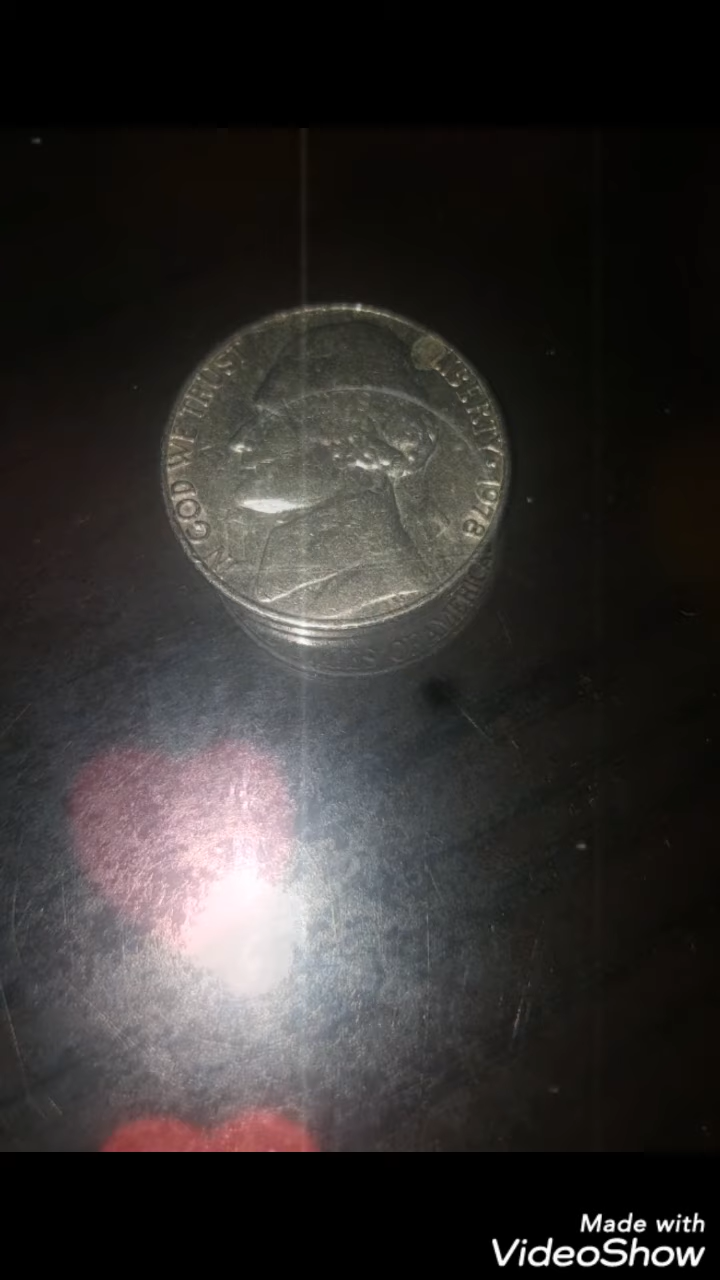 IN GOD WE TRUST
LIBERTY • 1978
OF AMERICA
Made with
VideoShow